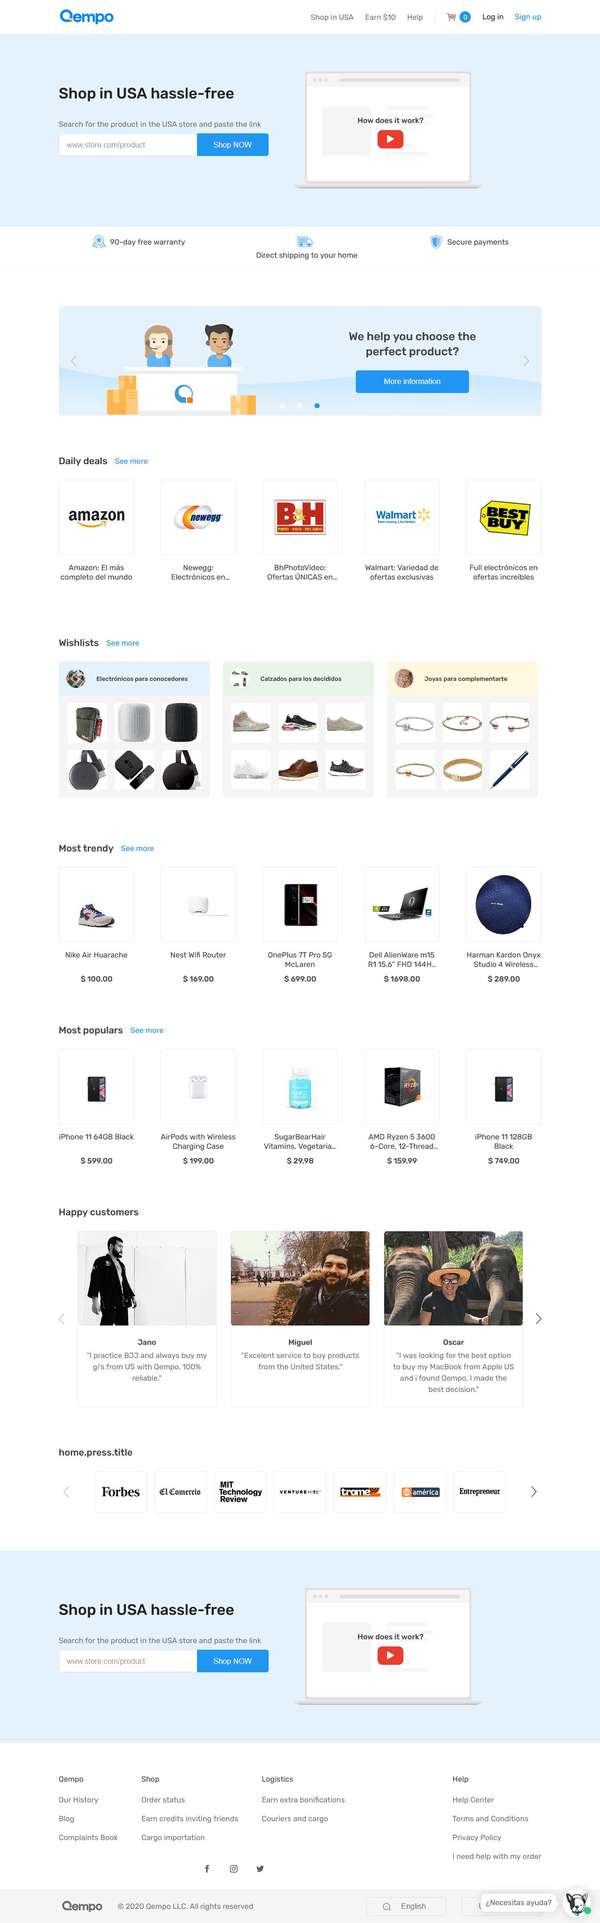 Qempo
Shop in USA
Earn $10
Help
0
Log in
Sign up
Shop in USA hassle-free
Search for the product in the USA store and paste the link
www.store.com/product
Shop NOW
How does it work?
90-day free warranty
Direct shipping to your home
Secure payments
We help you choose the
perfect product?
More information
Daily deals
See more
amazon
newegg
B&H
Walmart
BEST
BUY
Amazon: El más
completo del mundo
Newegg:
Electrónicos en...
BhPhotoVideo:
Ofertas ÚNICAS en...
Walmart: Variedad de
ofertas exclusivas
Full electrónicos en
ofertas increíbles
Wishlists
See more
Electrónicos para conocedores
Calzados para los decididos
Joyas para complementarte
Most trendy
See more
Nike Air Huarache
$ 100.00
Nest Wifi Router
$ 169.00
OnePlus 7T Pro 5G
McLaren
$ 699.00
Dell AlienWare m15
R1 15.6" FHD 144H...
$ 1698.00
Harman Kardon Onyx
Studio 4 Wireless...
$ 289.00
Most populars
See more
RYZEN
iPhone 11 64GB Black
$ 599.00
AirPods with Wireless
Charging Case
$ 199.00
SugarBearHair
Vitamins, Vegetaria...
$ 29.98
AMD Ryzen 5 3600
6-Core, 12-Thread...
$ 159.99
iPhone 11 128GB
Black
$ 749.00
Happy customers
Jano
"I practice BJJ and always buy my
gi's from US with Qempo. 100%
reliable."
Miguel
"Excelent service to buy products
from the United States."
Oscar
"I was looking for the best option
to buy my MacBook from Apple US
and i found Qempo. I made the
best decision."
home.press.title
Forbes
El Comercio
MIT
Technology
Review
VENTURE
trome
américa
Entrepreneur
Shop in USA hassle-free
Search for the product in the USA store and paste the link
www.store.com/product
Shop NOW
How does it work?
Qempo
Our History
Blog
Complaints Book
Shop
Order status
Earn credits inviting friends
Cargo importation
Logistics
Earn extra bonifications
Couriers and cargo
Help
Help Center
Terms and Conditions
Privacy Policy
I need help with my order
Qempo
© 2020 Qempo LLC. All rights reserved
English
¿Necesitas ayuda?